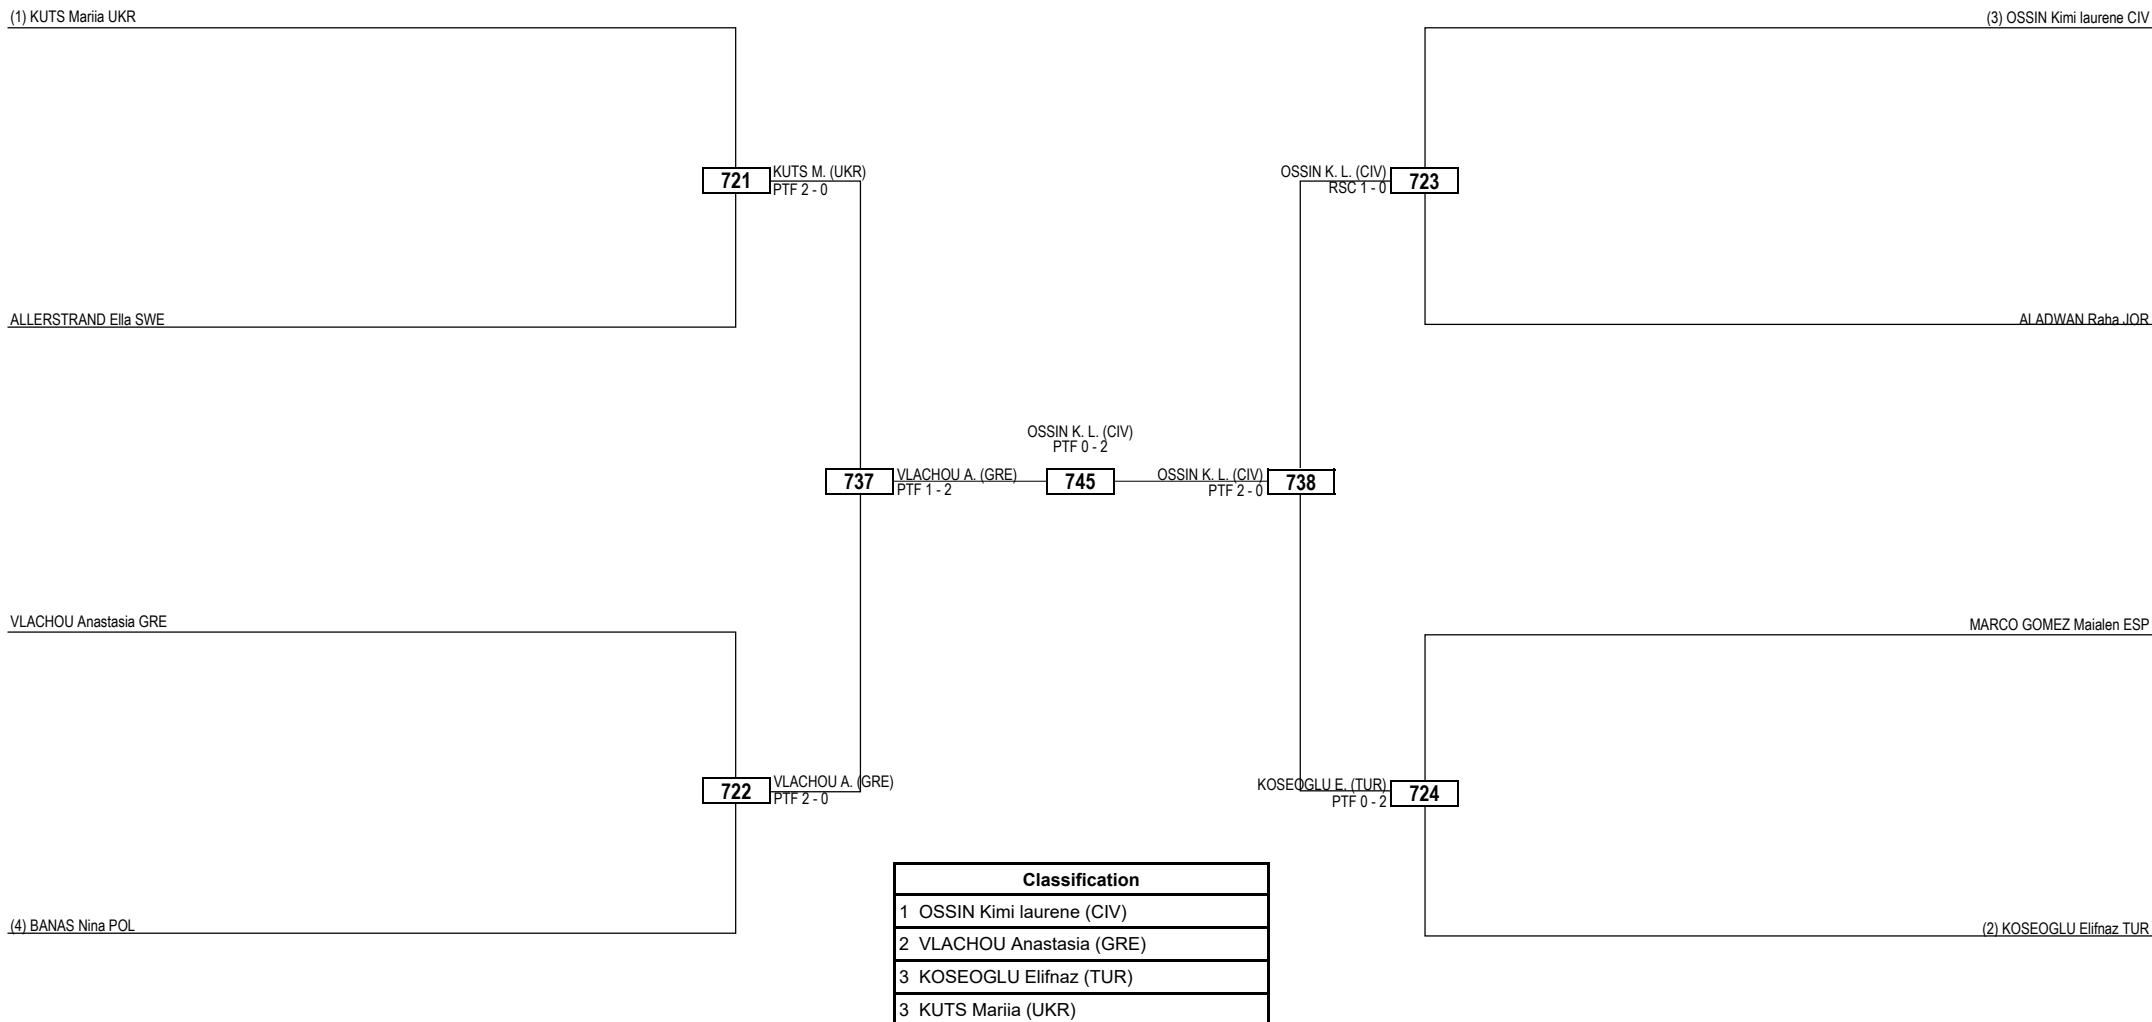 (1) KUTS Mariia UKR
(3) OSSIN Kimi laurene CIV
721
KUTS M. (UKR)
PTF 2 - 0
OSSIN K. L. (CIV)
RSC 1 - 0
723
ALLERSTRAND Ella SWE
ALADWAN Raha JOR
OSSIN K. L. (CIV)
PTF 0 - 2
737
VLACHOU A. (GRE)
PTF 1 - 2
745
OSSIN K. L. (CIV)
PTF 2 - 0
738
VLACHOU Anastasia GRE
MARCO GOMEZ Maialen ESP
722
VLACHOU A. (GRE)
PTF 2 - 0
KOSEOGLU E. (TUR)
PTF 0 - 2
724
(4) BANAS Nina POL
(2) KOSEOGLU Elifnaz TUR
Classification
1 OSSIN Kimi laurene (CIV)
2 VLACHOU Anastasia (GRE)
3 KOSEOGLU Elifnaz (TUR)
3 KUTS Mariia (UKR)